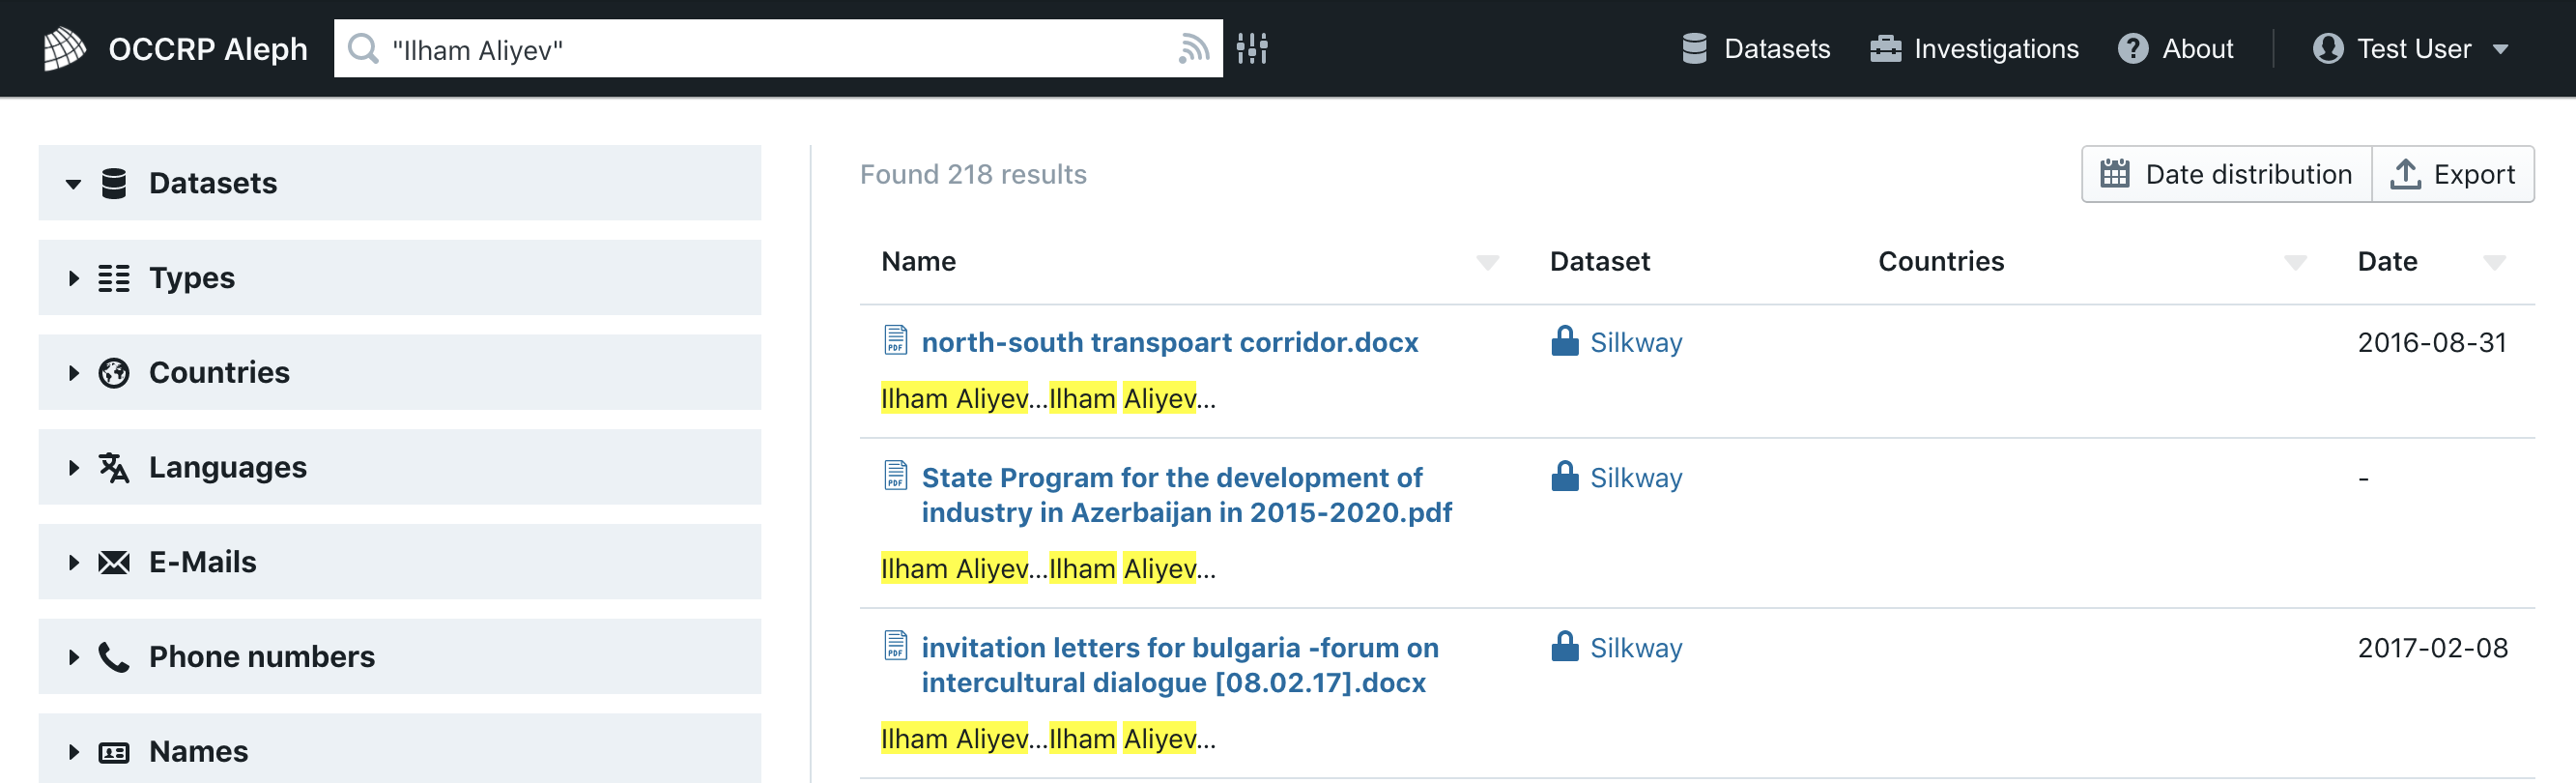 OCCRP Aleph
"Ilham Aliyev"
Datasets
Investigations
About
Test User
Datasets
Types
Countries
Languages
E-Mails
Phone numbers
Names
Found 218 results
Date distribution
Export
Name
Dataset
Countries
Date
PDF
north-south transpoart corridor.docx
Silkway
2016-08-31
Ilham Aliyev...Ilham Aliyev...
PDF
State Program for the development of
industry in Azerbaijan in 2015-2020.pdf
Silkway
-
Ilham Aliyev...Ilham Aliyev...
PDF
invitation letters for bulgaria -forum on
intercultural dialogue [08.02.17].docx
Silkway
2017-02-08
Ilham Aliyev...Ilham Aliyev...